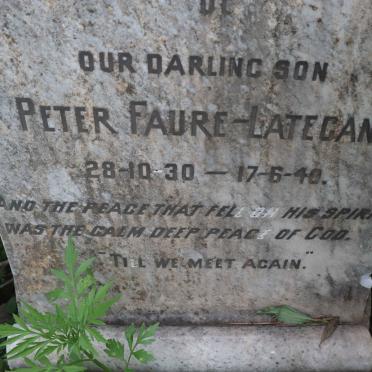 OUR DARLING SON
PETER FAURE-LATEGAN
28-10-30 — 17-6-40.
AND THE PEACE THAT FELL ON HIS SPIRIT
WAS THE CALM DEEP PEACE OF GOD.
"TILL WE MEET AGAIN."